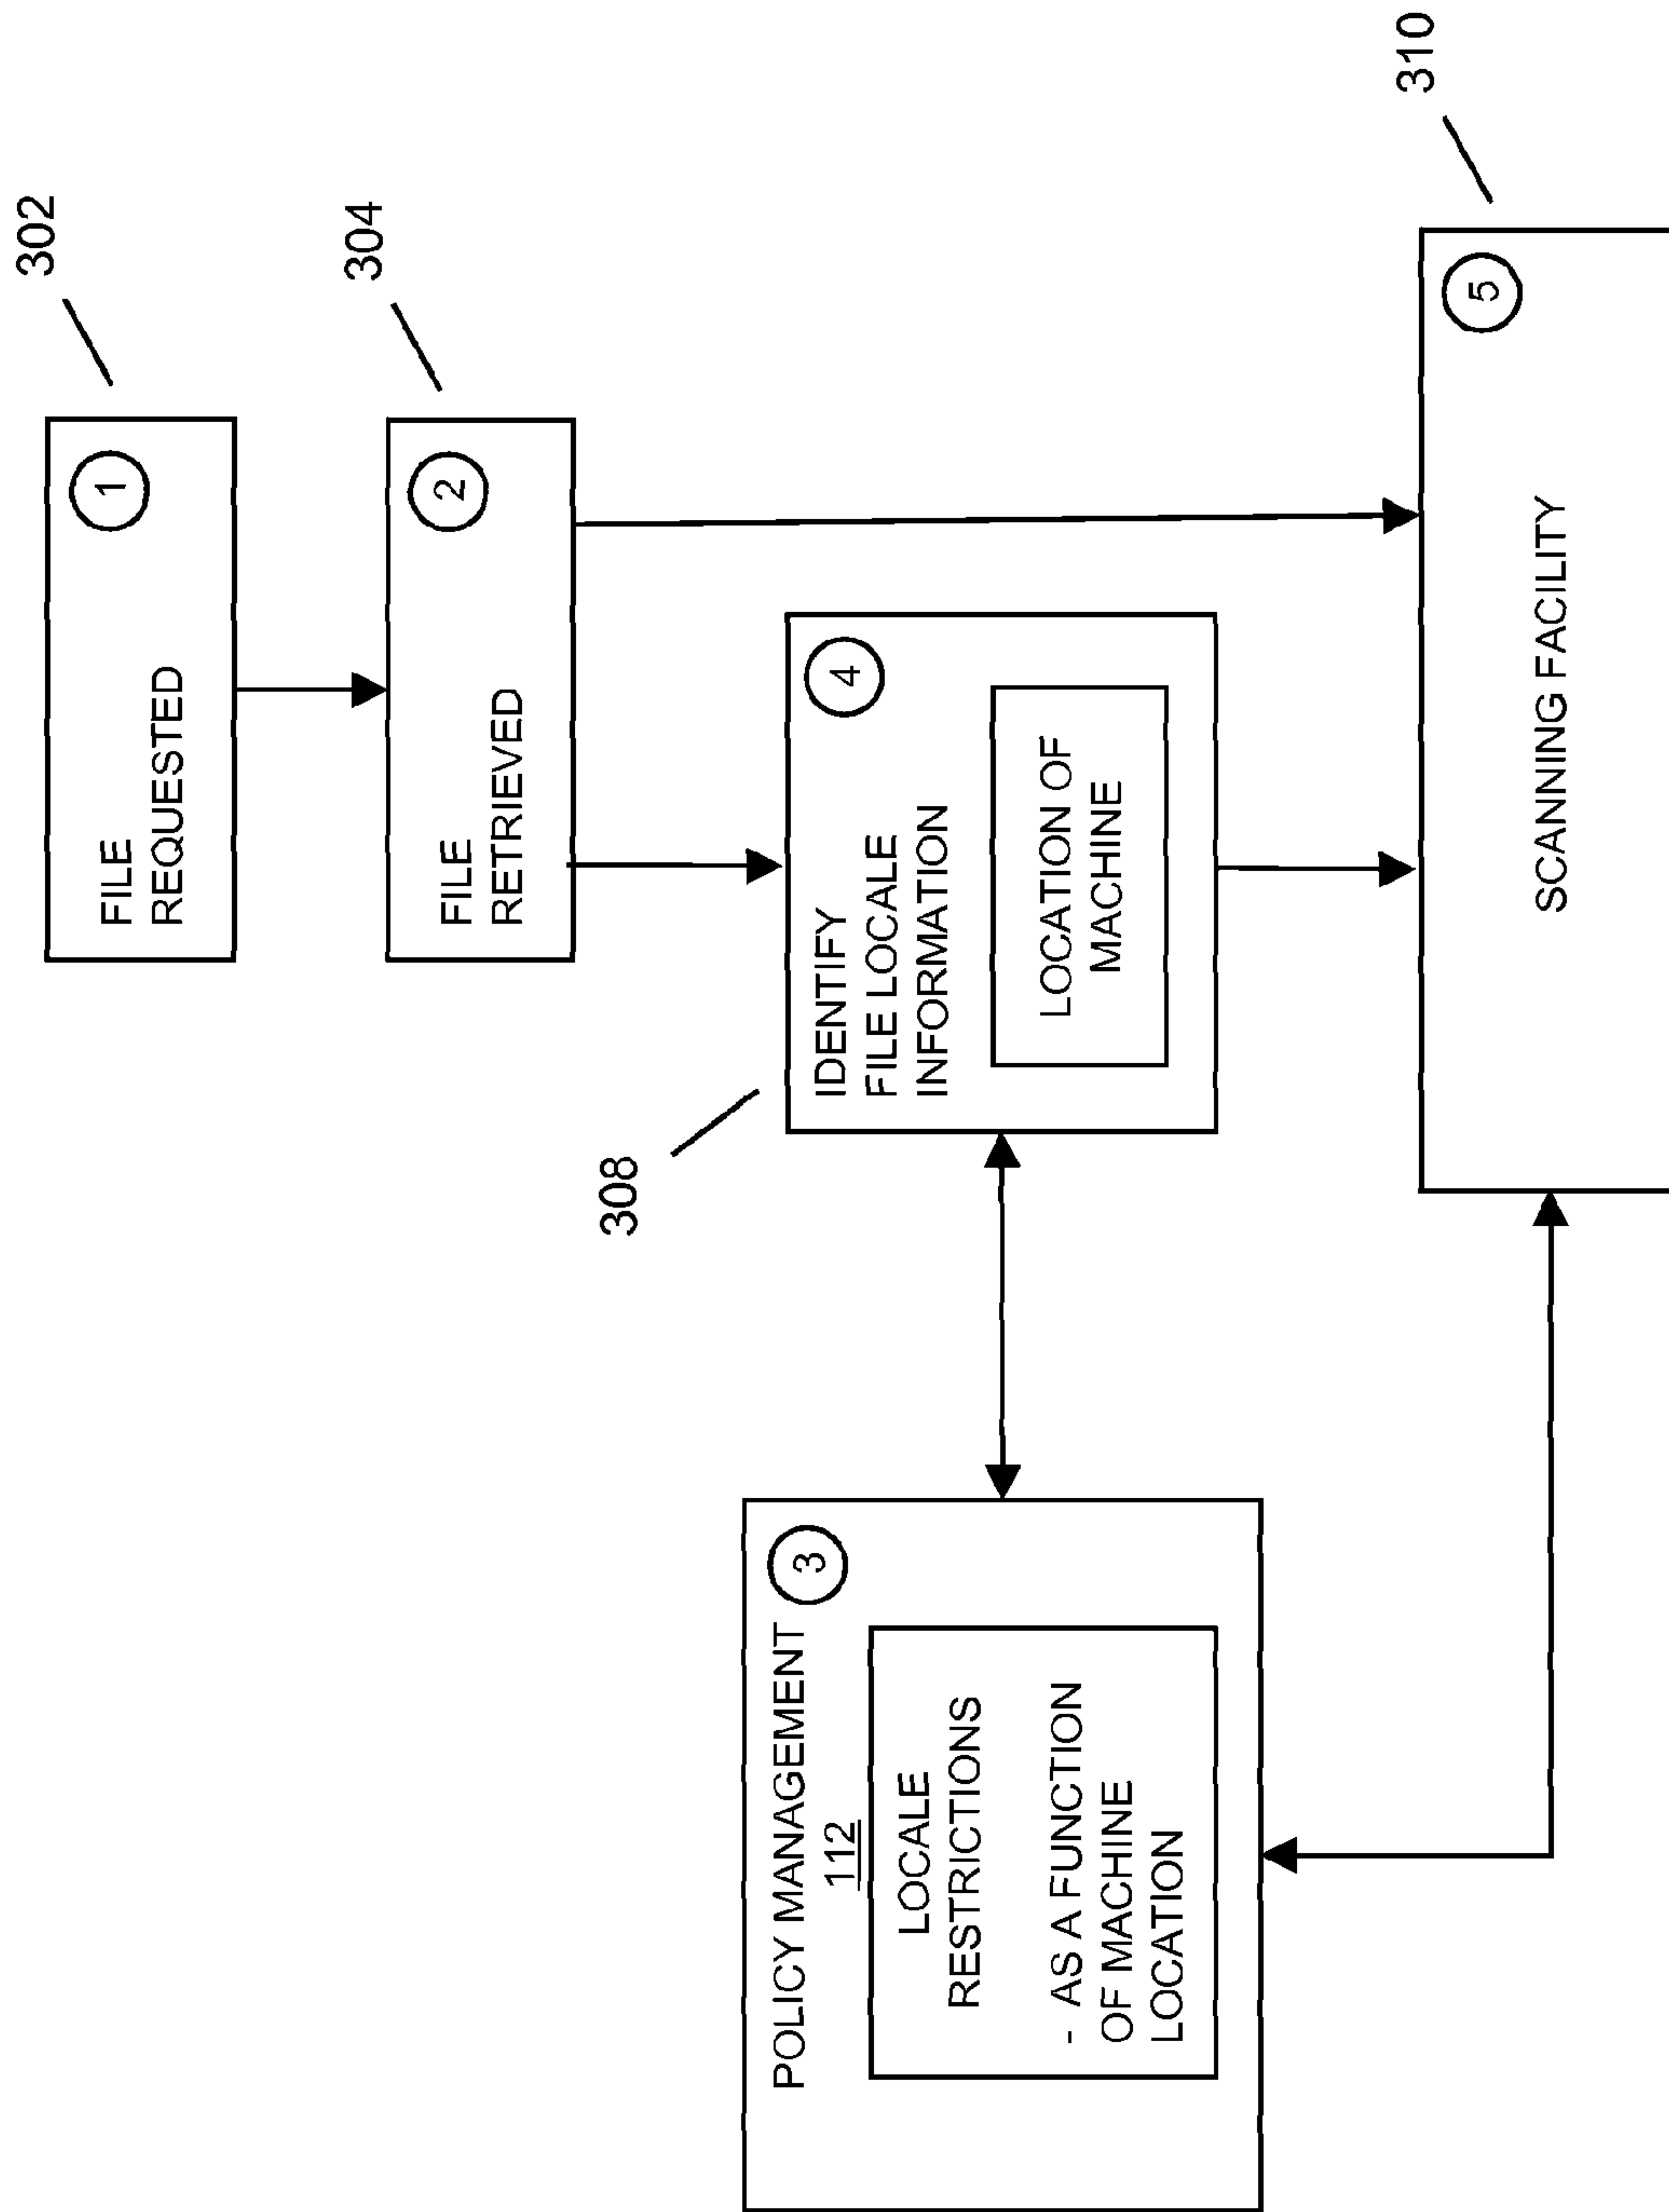 302
1
FILE
REQUESTED
304
2
FILE
RETRIEVED
308
4
IDENTIFY
FILE LOCALE
INFORMATION
LOCATION OF
MACHINE
3
POLICY MANAGEMENT
112
LOCALE
RESTRICTIONS
- AS A FUNCTION
OF MACHINE
LOCATION
310
5
SCANNING FACILITY